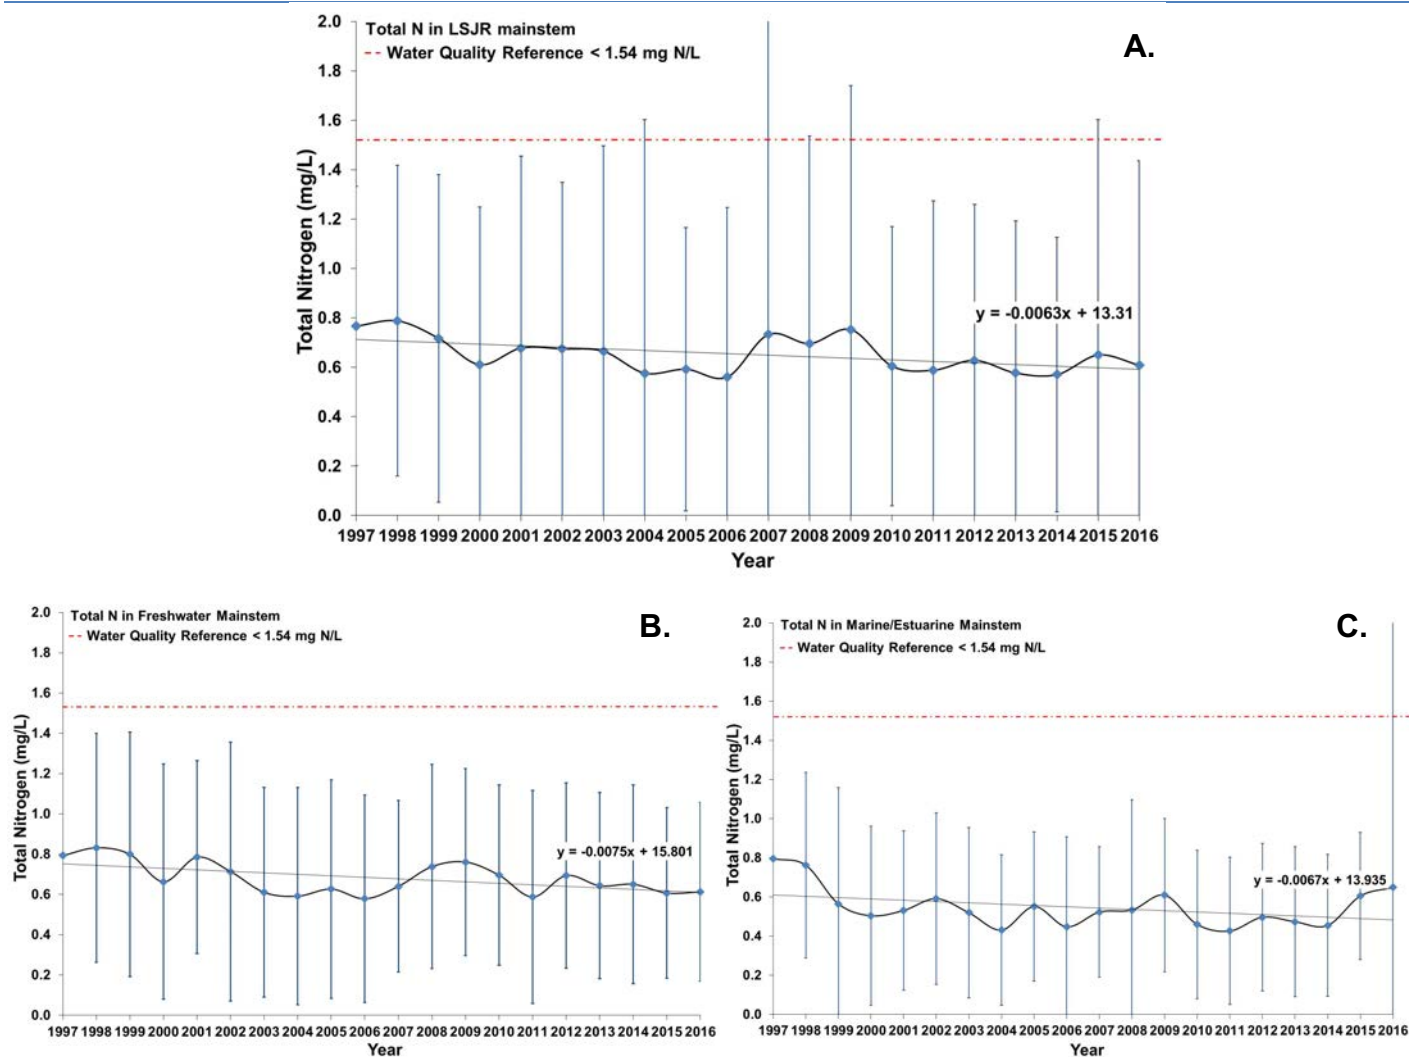 Total N in LSJR mainstem
Water Quality Reference < 1.54 mg N/L
A.
2.0
1.8
1.6
1.4
1.2
1.0
0.8
0.6
0.4
0.2
0.0
Total Nitrogen (mg/L)
y = -0.0063x + 13.31
1997 1998 1999 2000 2001 2002 2003 2004 2005 2006 2007 2008 2009 2010 2011 2012 2013 2014 2015 2016
Year
Total N in Freshwater Mainstem
Water Quality Reference < 1.54 mg N/L
B.
2.0
1.8
1.6
1.4
1.2
1.0
0.8
0.6
0.4
0.2
0.0
Total Nitrogen (mg/L)
y = -0.0075x + 15.801
1997 1998 1999 2000 2001 2002 2003 2004 2005 2006 2007 2008 2009 2010 2011 2012 2013 2014 2015 2016
Year
Total N in Marine/Estuarine Mainstem
Water Quality Reference < 1.54 mg N/L
C.
2.0
1.8
1.6
1.4
1.2
1.0
0.8
0.6
0.4
0.2
0.0
Total Nitrogen (mg/L)
y = -0.0067x + 13.935
1997 1998 1999 2000 2001 2002 2003 2004 2005 2006 2007 2008 2009 2010 2011 2012 2013 2014 2015 2016
Year